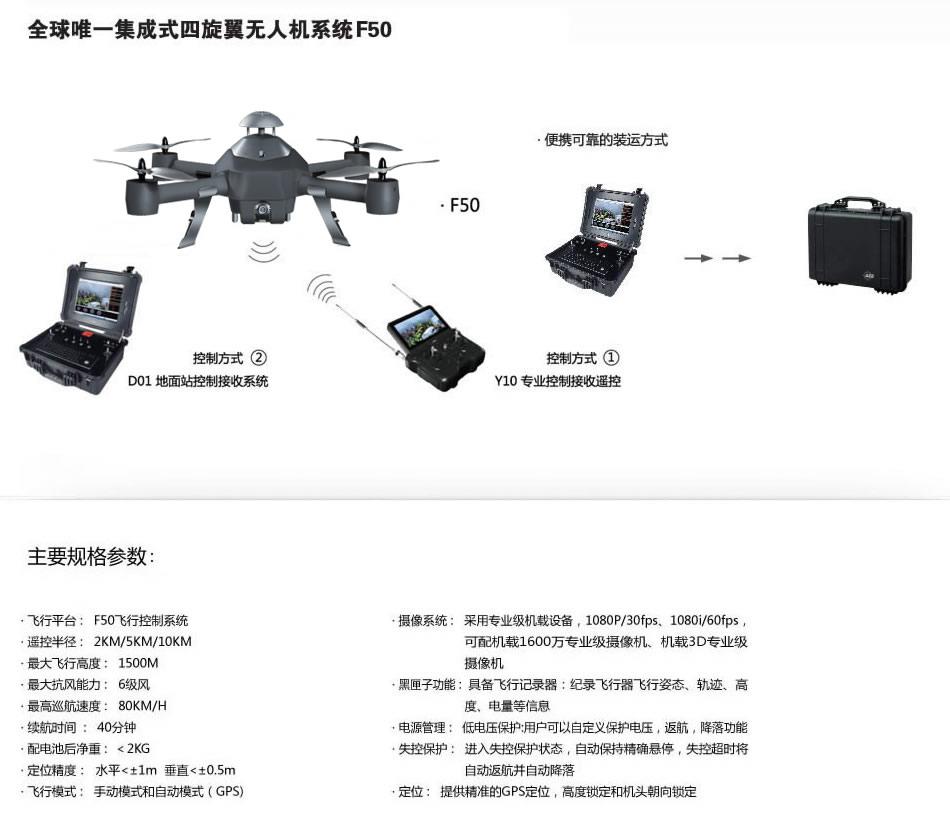 全球唯一集成式四旋翼无人机系统F50
· 便携可靠的装运方式
· F50
控制方式 ②
D01 地面站控制接收系统
控制方式 ①
Y10 专业控制接收遥控
主要规格参数：
· 飞行平台： F50飞行控制系统
· 遥控半径： 2KM/5KM/10KM
· 最大飞行高度： 1500M
· 最大抗风能力： 6级风
· 最高巡航速度： 80KM/H
· 续航时间 ： 40分钟
· 配电池后净重： ＜2KG
· 定位精度： 水平<±1m 垂直<±0.5m
· 飞行模式： 手动模式和自动模式（GPS)
· 摄像系统： 采用专业级机载设备，1080P/30fps、1080i/60fps，
可配机载1600万专业级摄像机、机载3D专业级
摄像机
· 黑匣子功能：具备飞行记录器：纪录飞行器飞行姿态、轨迹、高
度、电量等信息
· 电源管理： 低电压保护:用户可以自定义保护电压，返航，降落功能
· 失控保护： 进入失控保护状态，自动保持精确悬停，失控超时将
自动返航并自动降落
· 定位： 提供精准的GPS定位，高度锁定和机头朝向锁定